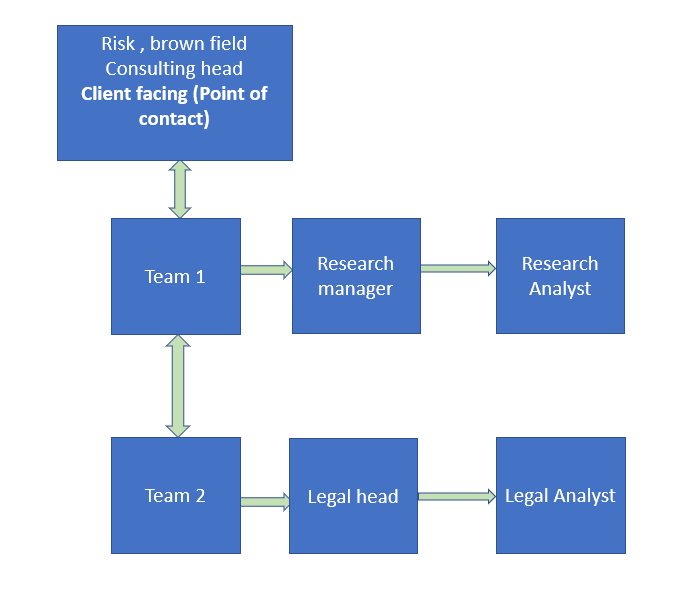 Risk , brown field
Consulting head
Client facing (Point of
contact)
Team 1
Research
manager
Research
Analyst
Team 2
Legal head
Legal Analyst